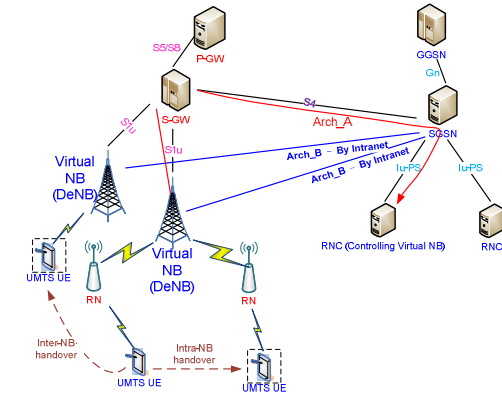 S5/S8
P-GW
GGSN
Gn
S-GW
S4
Arch_A
SGSN
S1u
S1u
Virtual
NB
(DeNB)
Arch_B - By Intranet
Arch_B - By Intranet
Iu-PS
Iu-PS
RNC (Controlling Virtual NB)
RNC
Virtual
NB
(DeNB)
UMTS UE
RN
RN
Inter-NB
handover
Intra-NB
handover
UMTS UE
UMTS UE